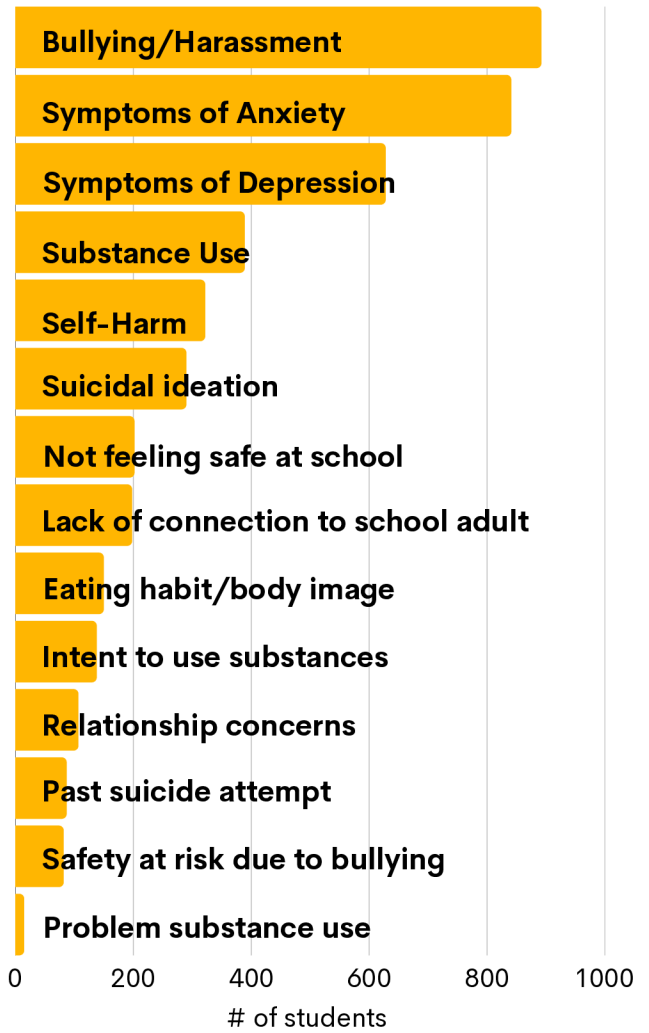 Bullying/Harassment
Symptoms of Anxiety
Symptoms of Depression
Substance Use
Self-Harm
Suicidal ideation
Not feeling safe at school
Lack of connection to school adult
Eating habit/body image
Intent to use substances
Relationship concerns
Past suicide attempt
Safety at risk due to bullying
Problem substance use
0 200 400 600 800 1000
# of students